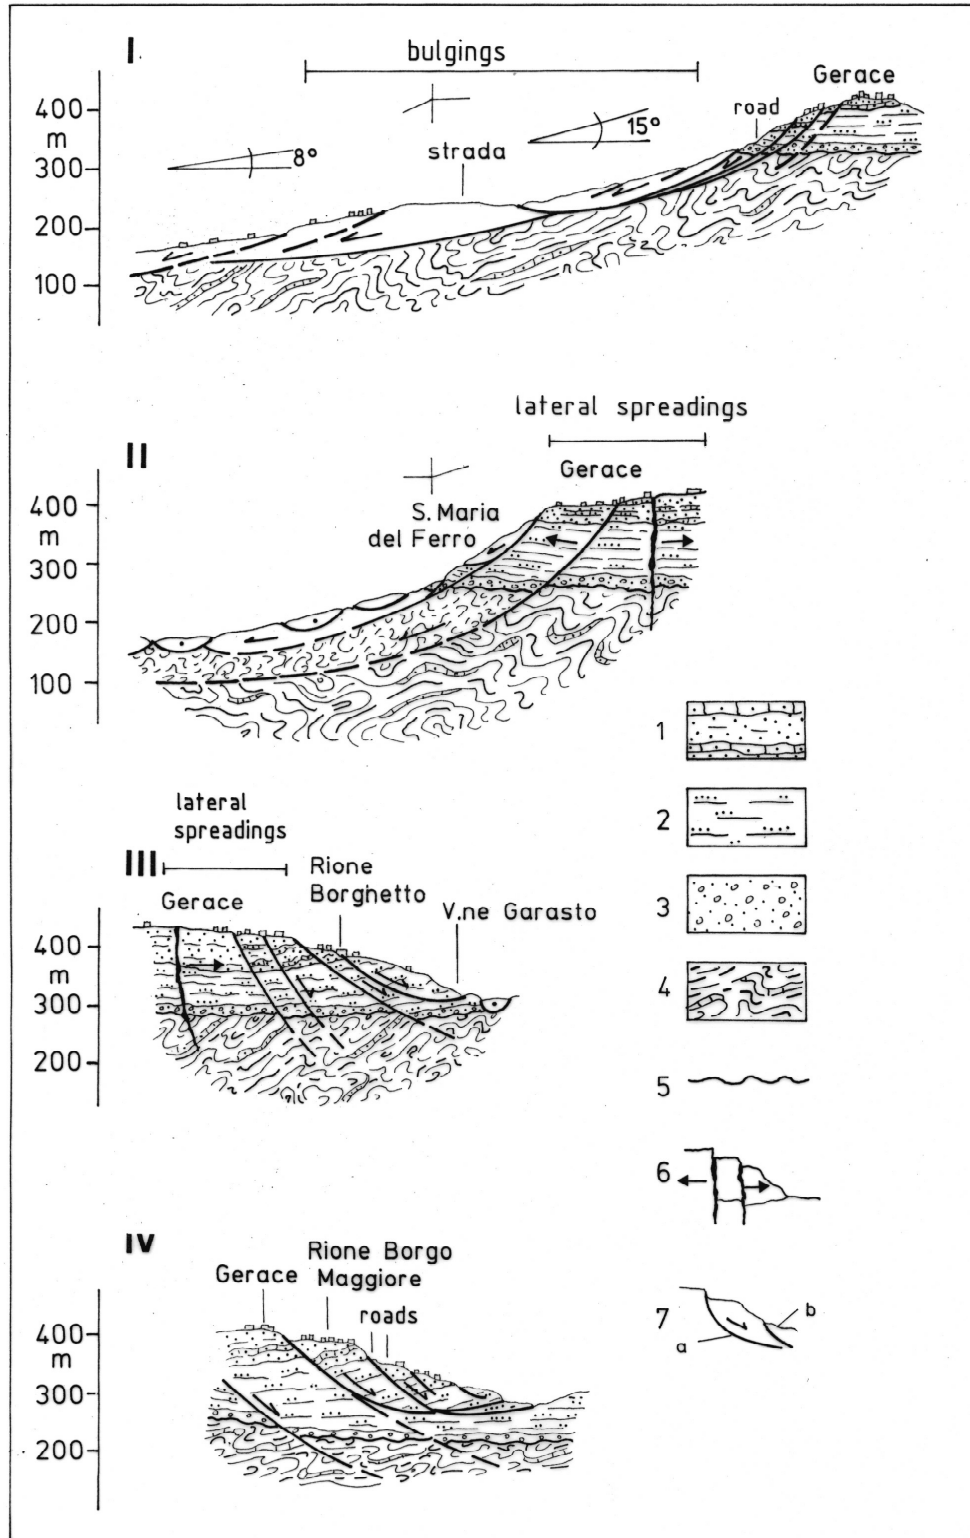 I
bulgings
Gerace
road
15°
8°
strada
400
m
300
200
100
II
lateral spreadings
Gerace
S. Maria
del Ferro
400
m
300
200
100
1
2
3
4
5
6
7
a
b
lateral
spreadings
III
Rione
Borghetto
Gerace
V.ne Garasto
400
m
300
200
IV
Rione Borgo
Maggiore
Gerace
roads
400
m
300
200